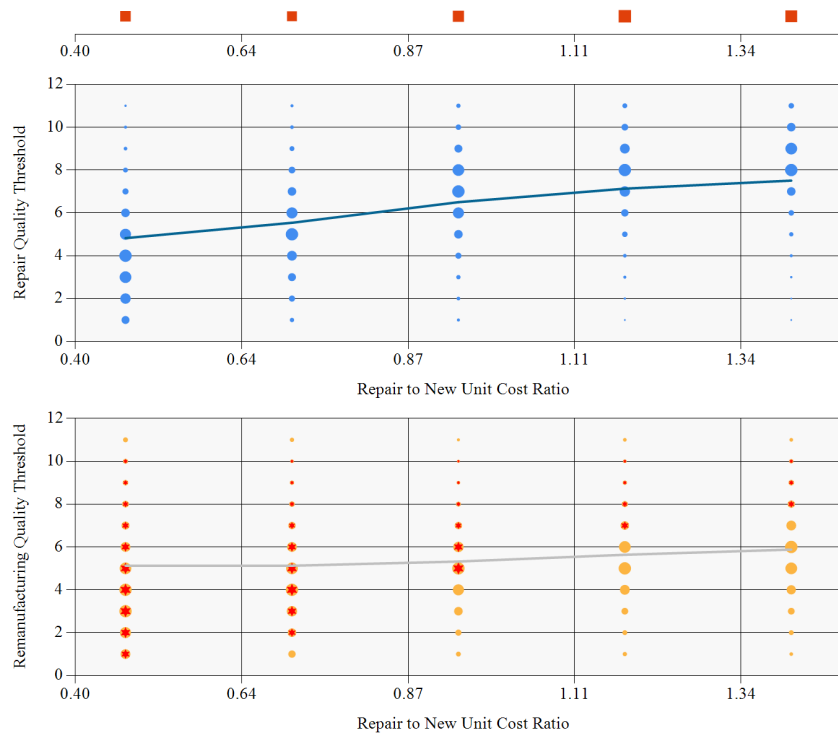 0.40 0.64 0.87 1.11 1.34
12
10
8
6
4
2
0
Repair Quality Threshold
0.40 0.64 0.87 1.11 1.34
Repair to New Unit Cost Ratio
12
10
8
6
4
2
0
Remanufacturing Quality Threshold
0.40 0.64 0.87 1.11 1.34
Repair to New Unit Cost Ratio